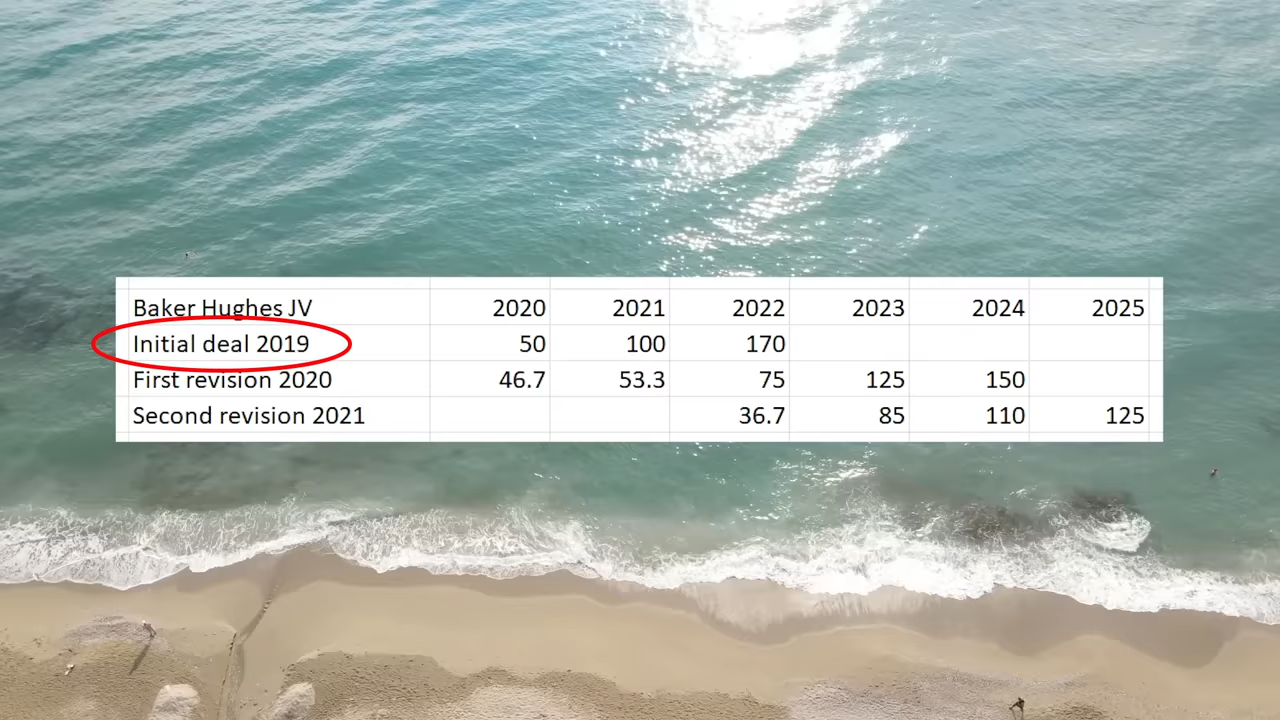 Baker Hughes JV 2020 2021 2022 2023 2024 2025
Initial deal 2019 50 100 170
First revision 2020 46.7 53.3 75 125 150
Second revision 2021 36.7 85 110 125